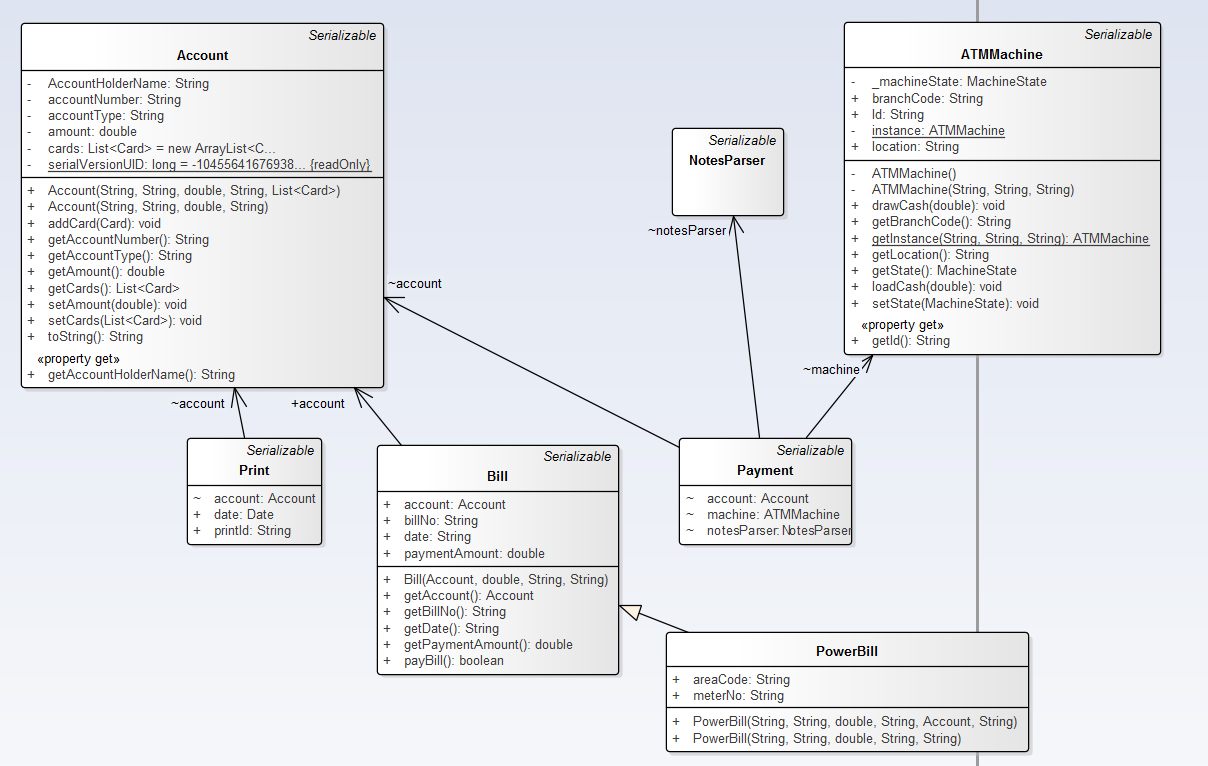 Serializable
Account
- AccountHolderName: String
- accountNumber: String
- accountType: String
- amount: double
- cards: List<Card> = new ArrayList<C...
- serialVersionUID: long = -10455641676938... {readOnly}
+ Account(String, String, double, String, List<Card>)
+ Account(String, String, double, String)
+ addCard(Card): void
+ getAccountNumber(): String
+ getAccountType(): String
+ getAmount(): double
+ getCards(): List<Card>
+ setAmount(double): void
+ setCards(List<Card>): void
+ toString(): String
«property get»
+ getAccountHolderName(): String
Serializable
NotesParser
~notesParser
Serializable
ATMMachine
- _machineState: MachineState
+ branchCode: String
+ Id: String
- instance: ATMMachine
+ location: String
- ATMMachine()
- ATMMachine(String, String, String)
+ drawCash(double): void
+ getBranchCode(): String
+ getInstance(String, String, String): ATMMachine
+ getLocation(): String
+ getState(): MachineState
+ loadCash(double): void
+ setState(MachineState): void
«property get»
+ getId(): String
~account
~machine
~account
+account
Serializable
Print
~ account: Account
+ date: Date
+ printId: String
Serializable
Bill
+ account: Account
+ billNo: String
+ date: String
+ paymentAmount: double
+ Bill(Account, double, String, String)
+ getAccount(): Account
+ getBillNo(): String
+ getDate(): String
+ getPaymentAmount(): double
+ payBill(): boolean
Serializable
Payment
~ account: Account
~ machine: ATMMachine
~ notesParser: NotesParser
PowerBill
+ areaCode: String
+ meterNo: String
+ PowerBill(String, String, double, String, Account, String)
+ PowerBill(String, String, double, String, String)